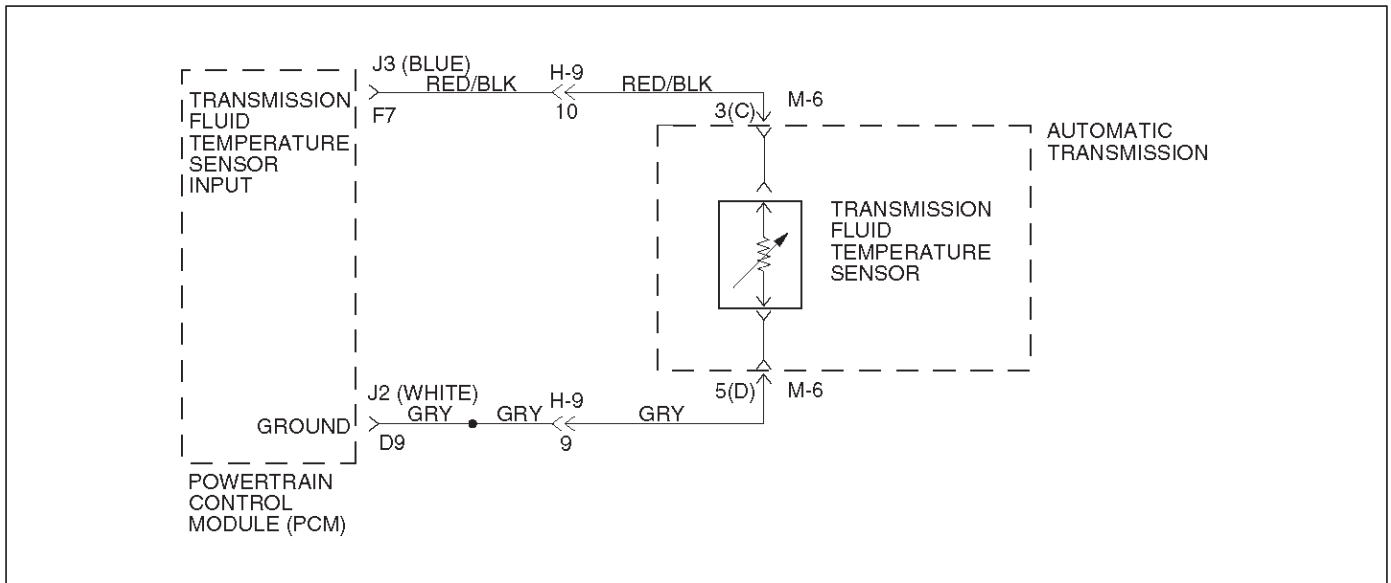 J3 (BLUE)
RED/BLK
H-9
RED/BLK
M-6
F7
10
3(C)
TRANSMISSION
FLUID
TEMPERATURE
SENSOR
INPUT
AUTOMATIC
TRANSMISSION
TRANSMISSION
FLUID
TEMPERATURE
SENSOR
J2 (WHITE)
GRY
GRY
H-9
GRY
5(D)
M-6
GROUND
D9
9
POWERTRAIN
CONTROL
MODULE (PCM)